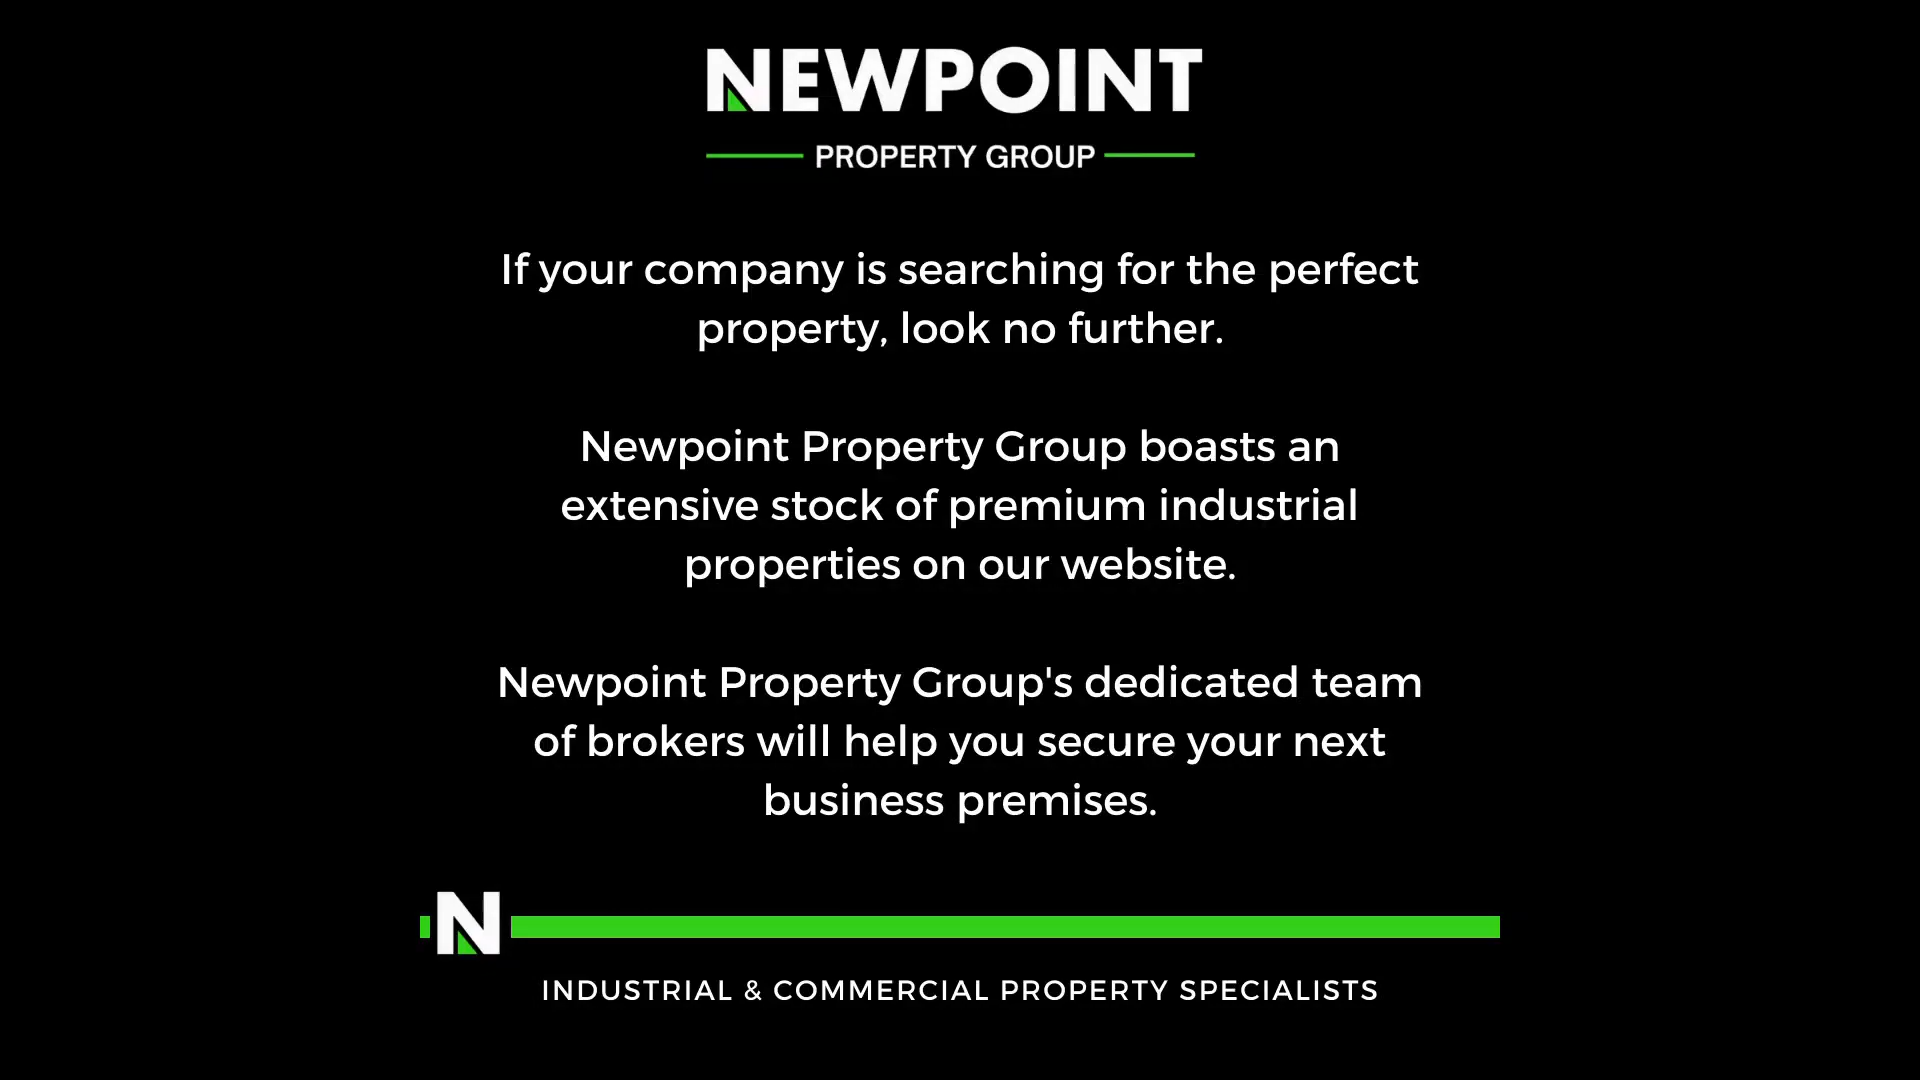 NEWPOINT
PROPERTY GROUP
If your company is searching for the perfect
property, look no further.
Newpoint Property Group boasts an
extensive stock of premium industrial
properties on our website.
Newpoint Property Group's dedicated team
of brokers will help you secure your next
business premises.
N
INDUSTRIAL & COMMERCIAL PROPERTY SPECIALISTS